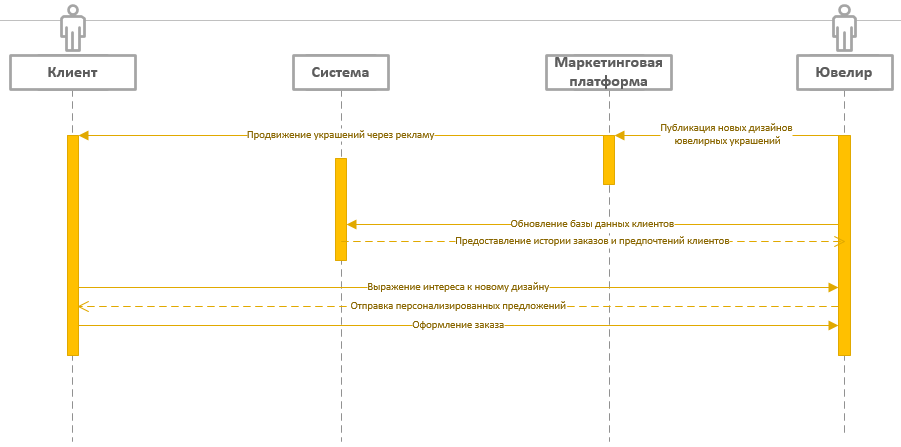 Клиент
Система
Маркетинговая
платформа
Ювелир
Продвижение украшений через рекламу
Публикация новых дизайнов
ювелирных украшений
Обновление базы данных клиентов
Предоставление истории заказов и предпочтений клиентов
Выражение интереса к новому дизайну
Отправка персонализированных предложений
Оформление заказа